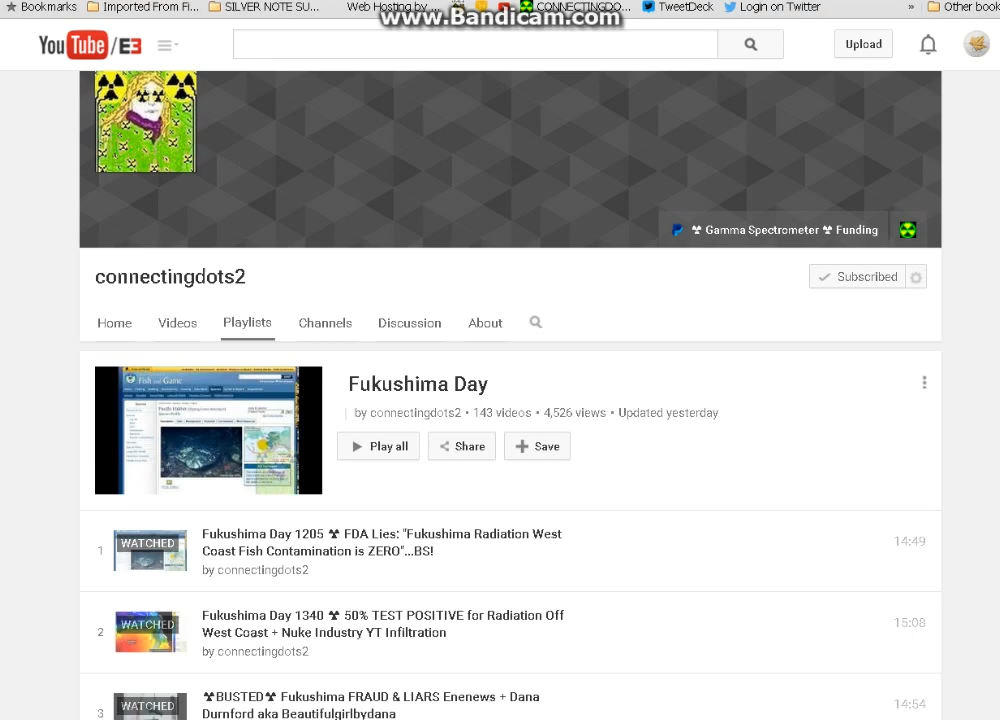 Bookmarks Imported From Fi... SILVER NOTE SU... Web Hosting by ... CONNECTINGDO... TweetDeck Login on Twitter » Other book
www.Bandicam.com
YouTube /E3 Upload
☢ Gamma Spectrometer ☢ Funding
connectingdots2 Subscribed
Home Videos Playlists Channels Discussion About
Fish and Game
Fukushima Day
by connectingdots2 • 143 videos • 4,526 views • Updated yesterday
Play all Share Save
1 WATCHED Fukushima Day 1205 ☢ FDA Lies: "Fukushima Radiation West 14:49
Coast Fish Contamination is ZERO"...BS!
by connectingdots2
2 WATCHED Fukushima Day 1340 ☢ 50% TEST POSITIVE for Radiation Off 15:08
West Coast + Nuke Industry YT Infiltration
by connectingdots2
3 WATCHED ☢BUSTED☢ Fukushima FRAUD & LIARS Enenews + Dana 14:54
Durnford aka Beautifulgirlbydana